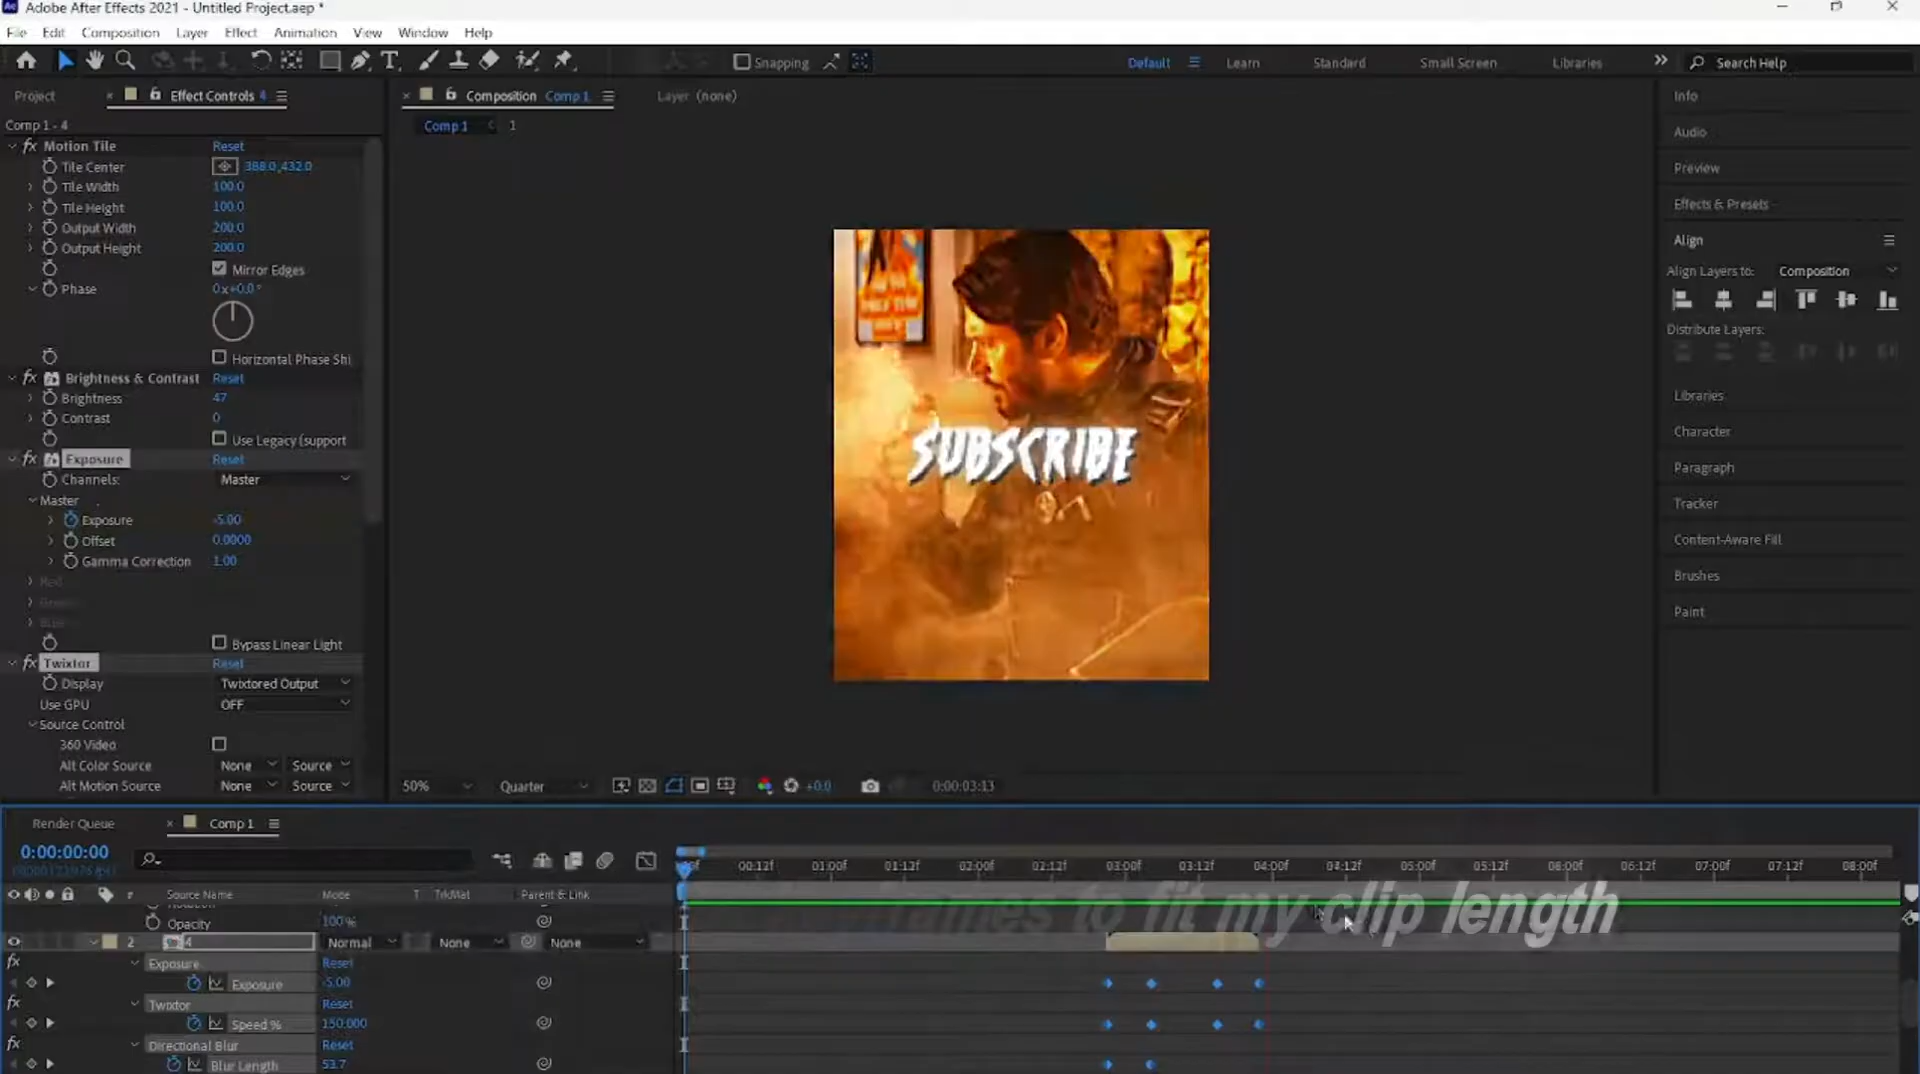 Adobe After Effects 2021 - Untitled Project.aep *
File Edit Composition Layer Effect Animation View Window Help
Snapping Default Learn Standard Small Screen Libraries Search Help
Project Effect Controls 4 Composition Comp 1 Layer (none) Info
Comp 1 - 4
Comp 1 1
Audio
Motion Tile Reset
Tile Center 388.0,432.0
Preview
Tile Width 100.0
Tile Height 100.0
Effects & Presets
Output Width 200.0
Output Height 200.0
Align
Mirror Edges
Align Layers to: Composition
Phase 0x+0.0°
Distribute Layers:
Horizontal Phase Shi
Brightness & Contrast Reset
Brightness 47
Libraries
Contrast 0
Use Legacy (support
Character
SUBSCRIBE
Exposure Reset
Paragraph
Channels: Master
Master
Tracker
Exposure -5.00
Offset 0.0000
Content-Aware Fill
Gamma Correction 1.00
Brushes
Paint
Bypass Linear Light
Twixtor Reset
Display Twixtored Output
Use GPU OFF
Source Control
360 Video
Alt Color Source None Source
Alt Motion Source None Source
50% Quarter +0.0 0:00:03:13
Render Queue Comp 1
0:00:00:00
00:12f 01:00f 01:12f 02:00f 02:12f 03:00f 03:12f 04:00f 04:12f 05:00f 05:12f 06:00f 06:12f 07:00f 07:12f 08:00f
# Source Name Mode T TrkMat Parent & Link
to fit my clip length
Opacity 100%
2 4 Normal None None
Exposure Reset
Exposure -5.00
Twixtor Reset
Speed % 150.000
Directional Blur Reset
Blur Length 53.7